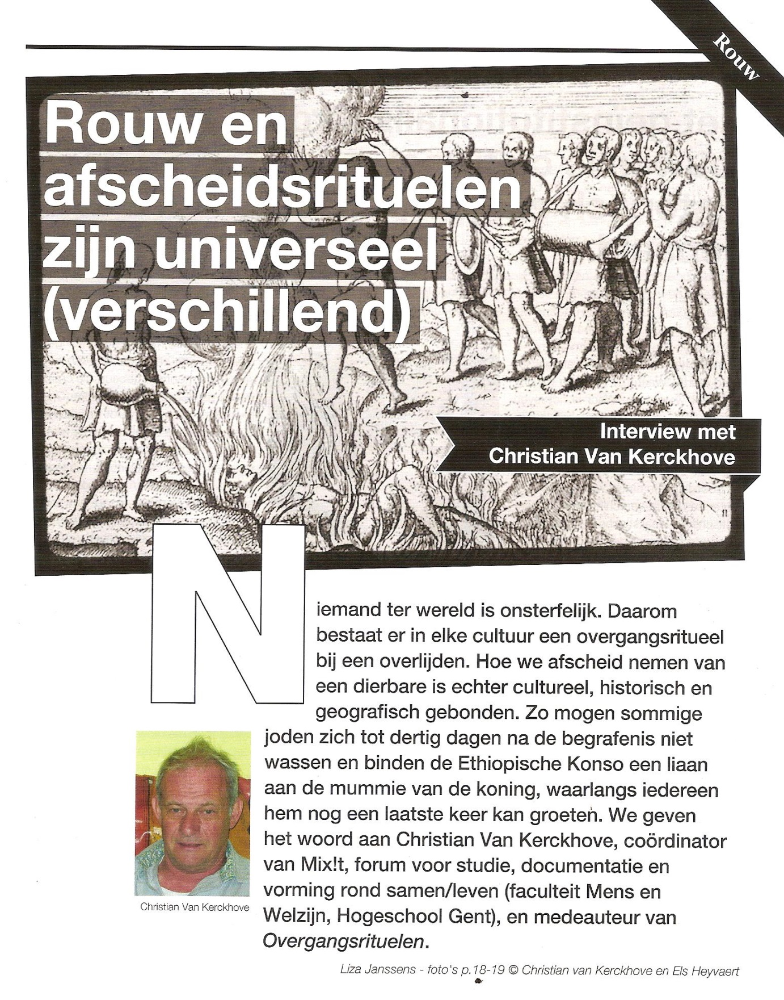 Rouw
Rouw en
afscheidsrituelen
zijn universeel
(verschillend)
Interview met
Christian Van Kerckhove
Niemand ter wereld is onsterfelijk. Daarom
bestaat er in elke cultuur een overgangsritueel
bij een overlijden. Hoe we afscheid nemen van
een dierbare is echter cultureel, historisch en
geografisch gebonden. Zo mogen sommige
joden zich tot dertig dagen na de begrafenis niet
wassen en binden de Ethiopische Konso een liaan
aan de mummie van de koning, waarlangs iedereen
hem nog een laatste keer kan groeten. We geven
het woord aan Christian Van Kerckhove, coördinator
van Mix!t, forum voor studie, documentatie en
vorming rond samen/leven (faculteit Mens en
Welzijn, Hogeschool Gent), en medeauteur van
Overgangsrituelen.
Christian Van Kerckhove
Liza Janssens - foto's p.18-19 © Christian van Kerckhove en Els Heyvaert